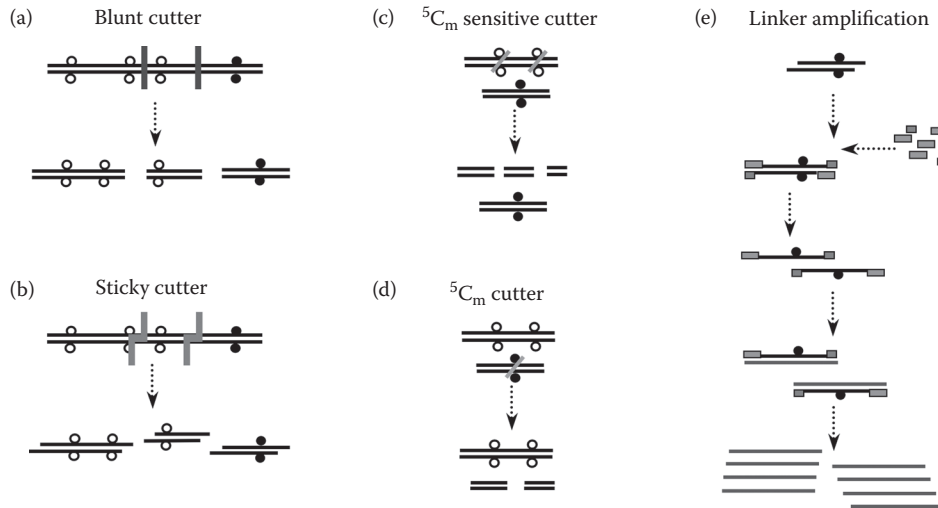 (a)
Blunt cutter
(b)
Sticky cutter
(c)
⁵Cₘ sensitive cutter
(d)
⁵Cₘ cutter
(e)
Linker amplification